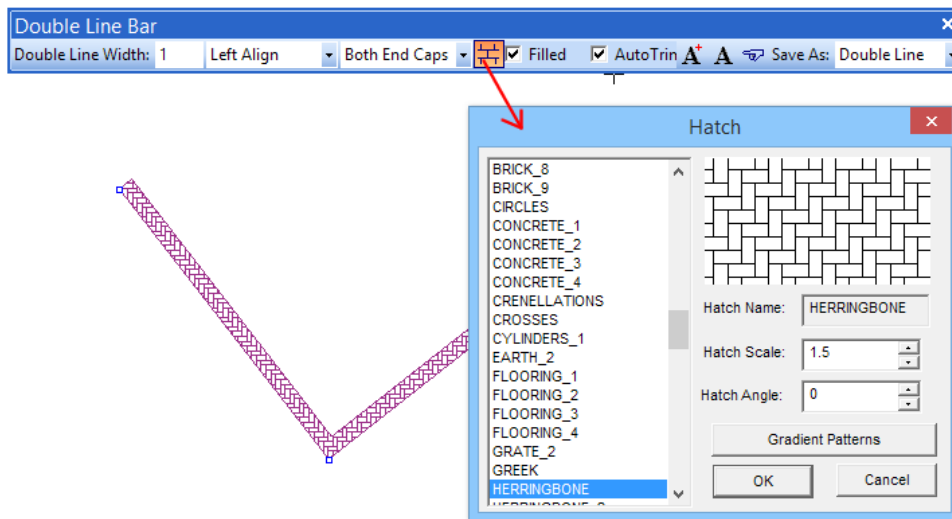 Double Line Bar
Double Line Width: 1 Left Align Both End Caps Filled AutoTrin A A Save As: Double Line
Hatch
BRICK_8
BRICK_9
CIRCLES
CONCRETE_1
CONCRETE_2
CONCRETE_3
CONCRETE_4
CRENELLATIONS
CROSSES
CYLINDERS_1
EARTH_2
FLOORING_1
FLOORING_2
FLOORING_3
FLOORING_4
GRATE_2
GREEK
HERRINGBONE
Hatch Name: HERRINGBONE
Hatch Scale: 1.5
Hatch Angle: 0
Gradient Patterns
OK Cancel